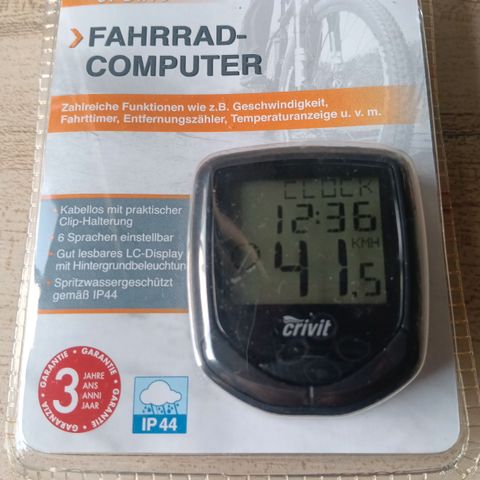 FAHRRAD-
COMPUTER
Zahlreiche Funktionen wie z.B. Geschwindigkeit,
Fahrttimer, Entfernungszähler, Temperaturanzeige u. v. m.
Kabellos mit praktischer
Clip-Halterung
6 Sprachen einstellbar
Gut lesbares LC-Display
mit Hintergrundbeleuchtun
Spritzwassergeschützt
gemäß IP44
CLOCK
12:36
KMH
41.5
crivit
GARANTIE • GARANTIE • GARANTIE • GARANZIA
3 JAHRE
ANS
ANNI
JAAR
IP 44